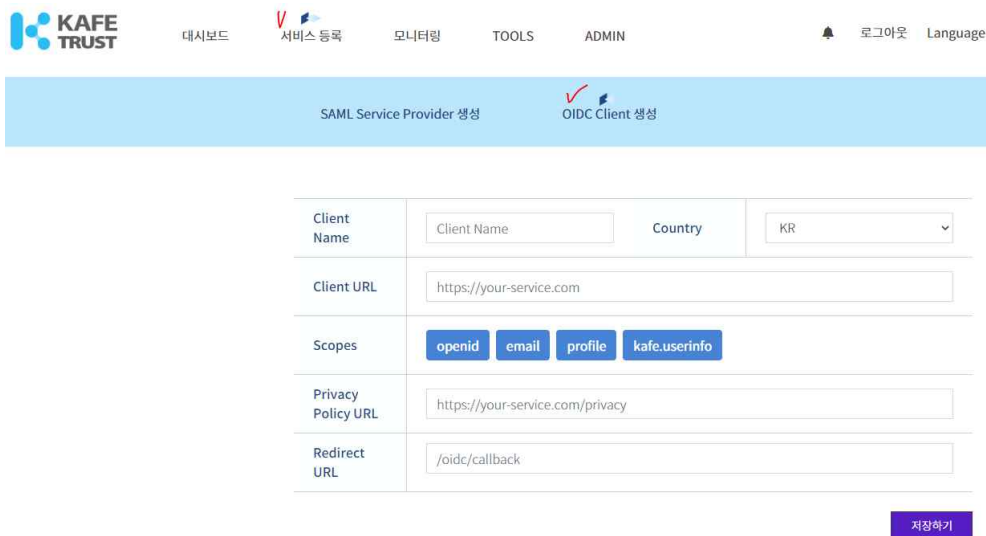 KAFE
TRUST
대시보드 서비스 등록 모니터링 TOOLS ADMIN 로그아웃 Language
SAML Service Provider 생성 OIDC Client 생성
Client
Name
Client Name
Country
KR
Client URL
https://your-service.com
Scopes
openid email profile kafe.userinfo
Privacy
Policy URL
https://your-service.com/privacy
Redirect
URL
/oidc/callback
저장하기